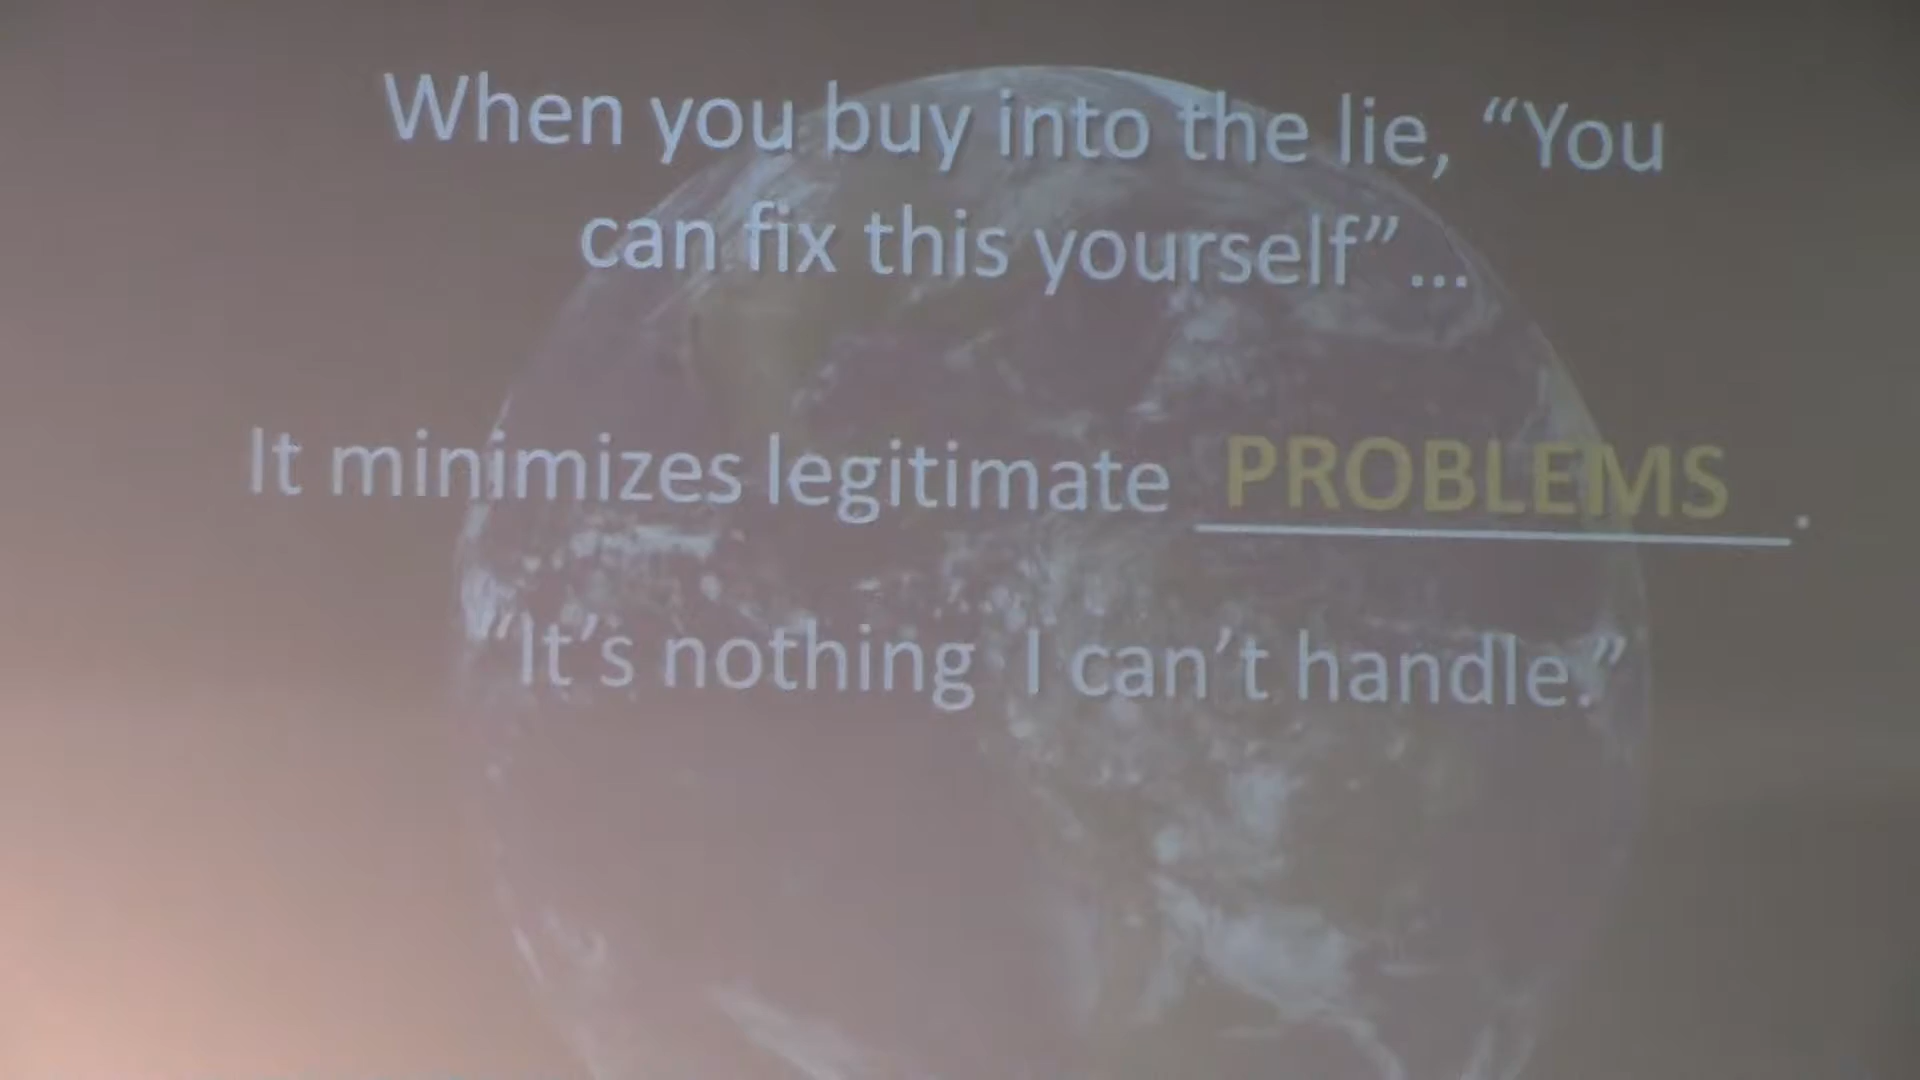 When you buy into the lie, “You
can fix this yourself” ...
It minimizes legitimate PROBLEMS.
“It’s nothing I can’t handle.”